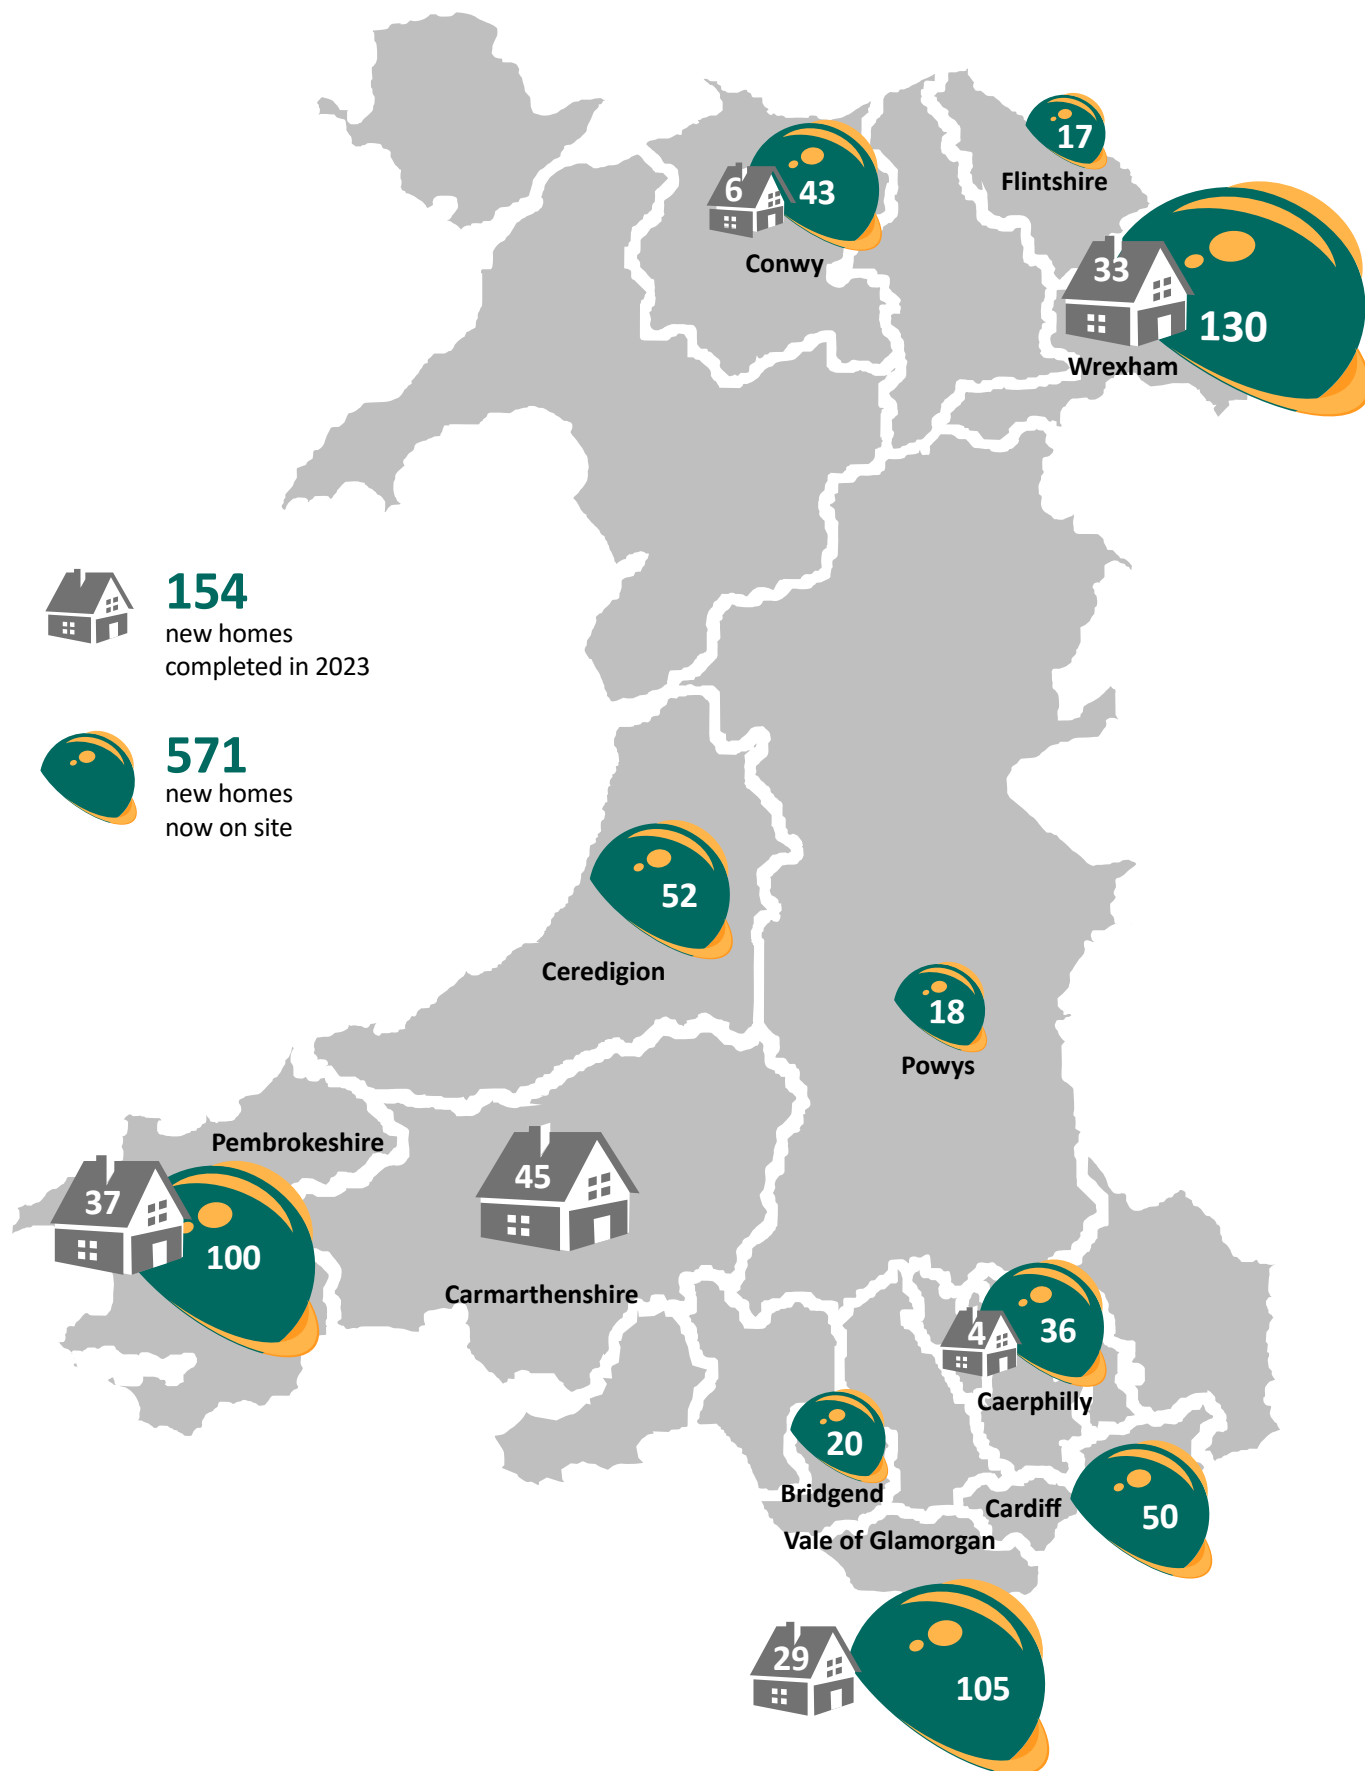 17
Flintshire
6
43
Conwy
33
130
Wrexham
154
new homes
completed in 2023
571
new homes
now on site
52
Ceredigion
18
Powys
Pembrokeshire
37
100
45
Carmarthenshire
4
36
Caerphilly
20
Bridgend
Cardiff
50
Vale of Glamorgan
29
105